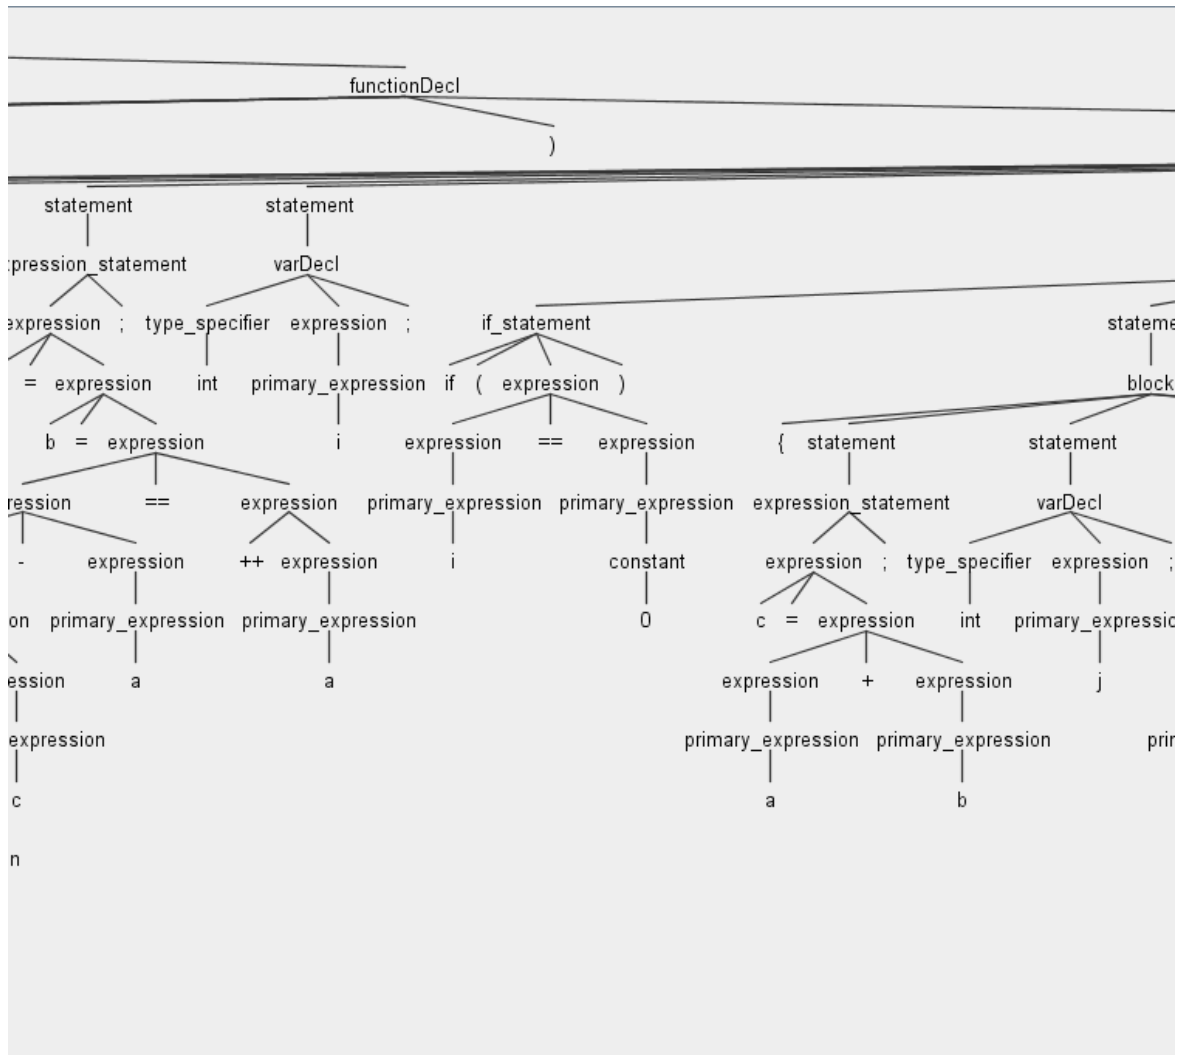 functionDecl
)
statement statement
pression_statement varDecl
expression ; type_specifier expression ; if_statement stateme
= expression int primary_expression if ( expression ) block
b = expression i expression == expression { statement statement
ression == expression primary_expression primary_expression expression_statement varDecl
- expression ++ expression i constant expression ; type_specifier expression ;
on primary_expression primary_expression 0 c = expression int primary_expressic
ession a a expression + expression j
expression primary_expression primary_expression prir
c a b
n